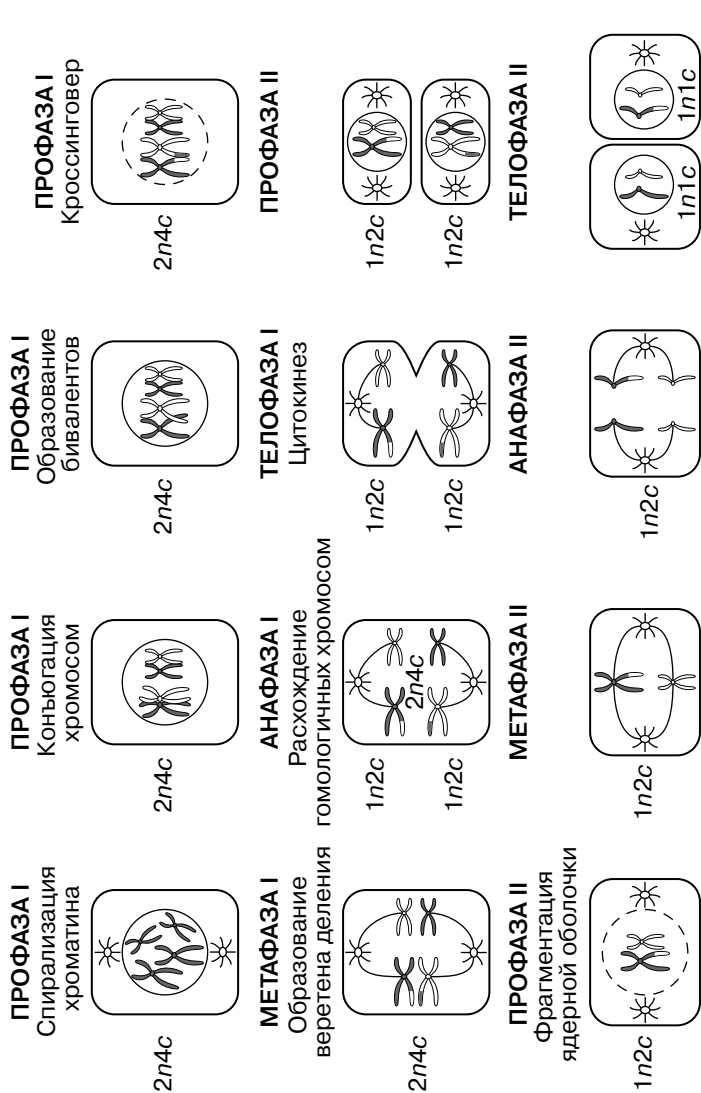 ПРОФАЗА I
Спирализация
хроматина
2n4c
ПРОФАЗА I
Конъюгация
хромосом
2n4c
ПРОФАЗА I
Образование
бивалентов
2n4c
ПРОФАЗА I
Кроссинговер
2n4c
МЕТАФАЗА I
Образование
веретена деления
2n4c
АНАФАЗА I
Расхождение
гомологичных хромосом
1n2c
2n4c
1n2c
ТЕЛОФАЗА I
Цитокинез
1n2c
1n2c
ПРОФАЗА II
1n2c
1n2c
ПРОФАЗА II
Фрагментация
ядерной оболочки
1n2c
МЕТАФАЗА II
1n2c
АНАФАЗА II
1n2c
ТЕЛОФАЗА II
1n1c
1n1c